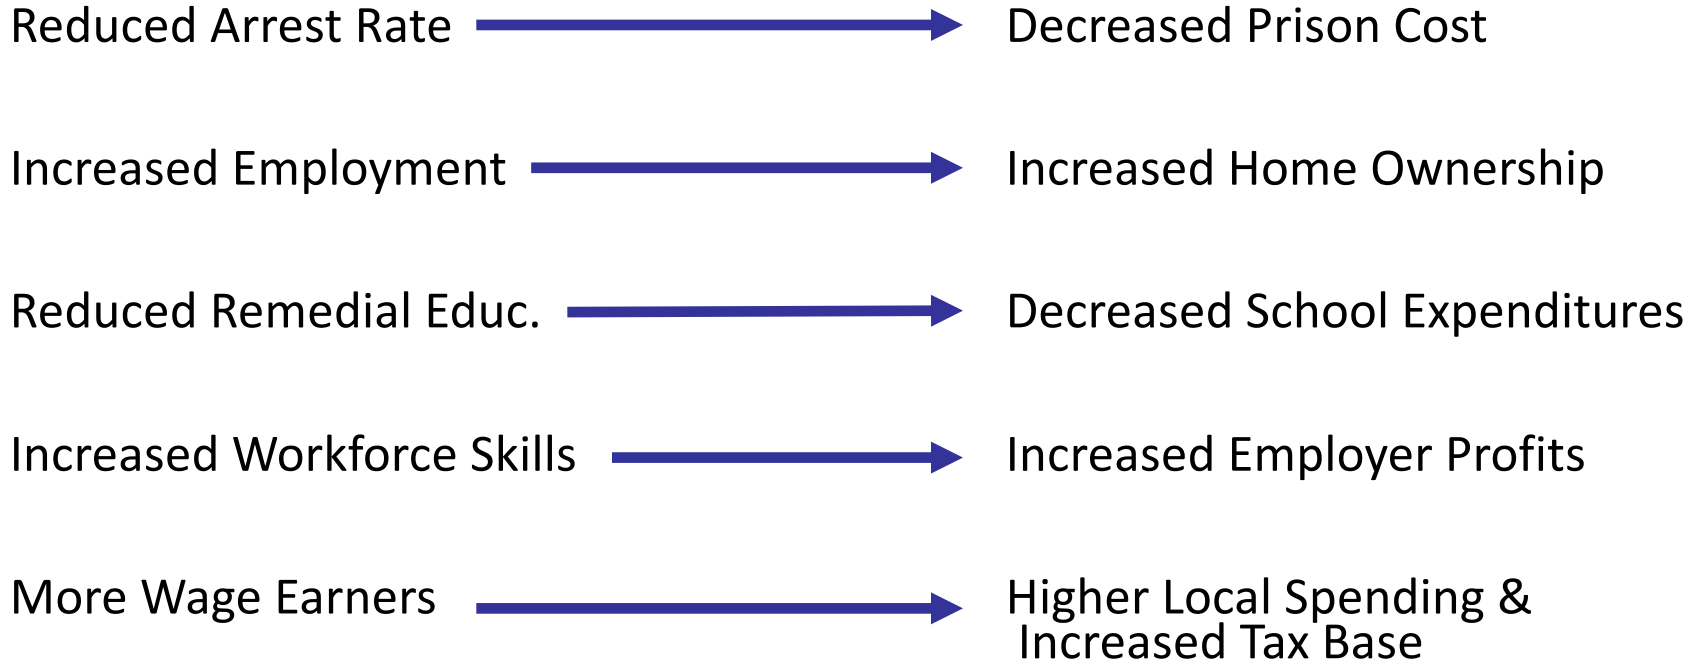 Reduced Arrest Rate
Decreased Prison Cost
Increased Employment
Increased Home Ownership
Reduced Remedial Educ.
Decreased School Expenditures
Increased Workforce Skills
Increased Employer Profits
More Wage Earners
Higher Local Spending &
Increased Tax Base